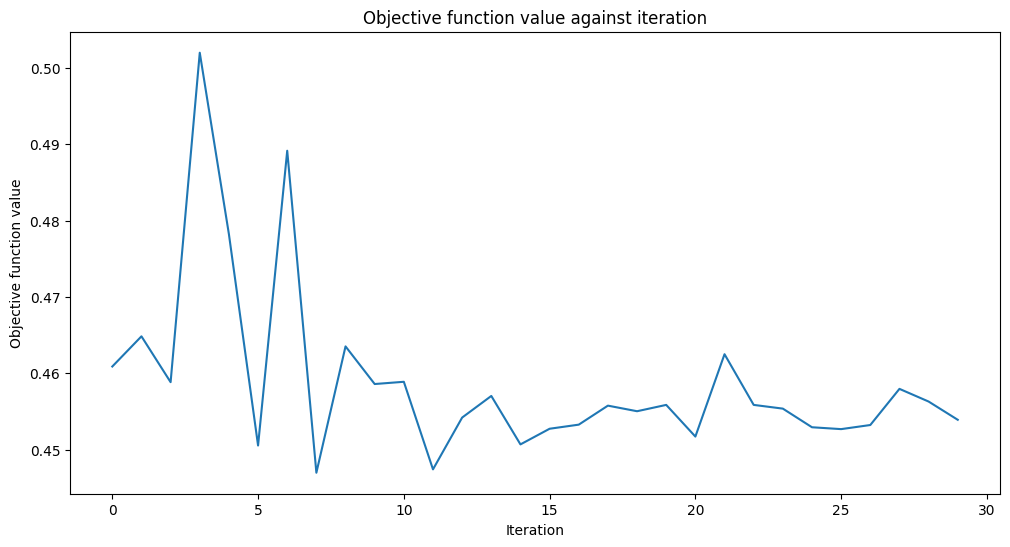 Objective function value against iteration
0.50
0.49
0.48
0.47
0.46
0.45
Objective function value
0 5 10 15 20 25 30
Iteration